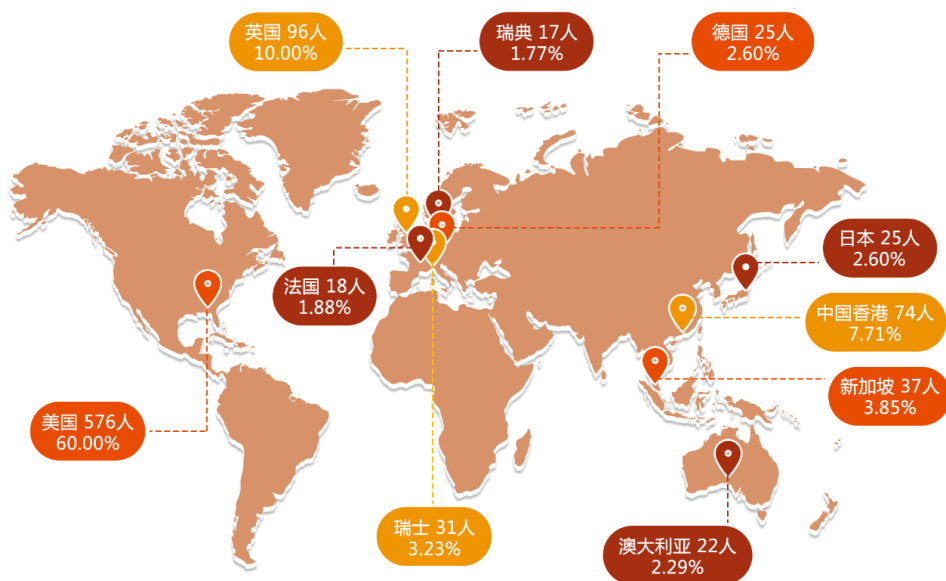 英国 96人
10.00%
瑞典 17人
1.77%
德国 25人
2.60%
日本 25人
2.60%
法国 18人
1.88%
中国香港 74人
7.71%
新加坡 37人
3.85%
美国 576人
60.00%
瑞士 31人
3.23%
澳大利亚 22人
2.29%